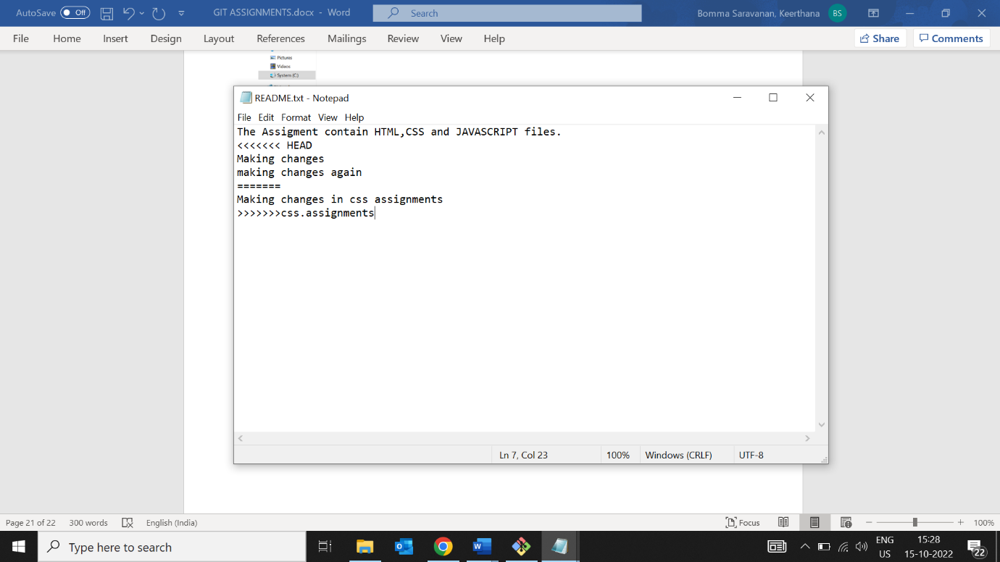 AutoSave Off GIT ASSIGNMENTS.docx - Word Search Bomma Saravanan, Keerthana BS
File Home Insert Design Layout References Mailings Review View Help Share Comments
Pictures
Videos
System (C:)
README.txt - Notepad
File Edit Format View Help
The Assigment contain HTML,CSS and JAVASCRIPT files.
<<<<<<< HEAD
Making changes
making changes again
=======
Making changes in css assignments
>>>>>>>css.assignments
Ln 7, Col 23 100% Windows (CRLF) UTF-8
Page 21 of 22 300 words English (India) Focus 100%
Type here to search ENG 15:28
US 15-10-2022 22